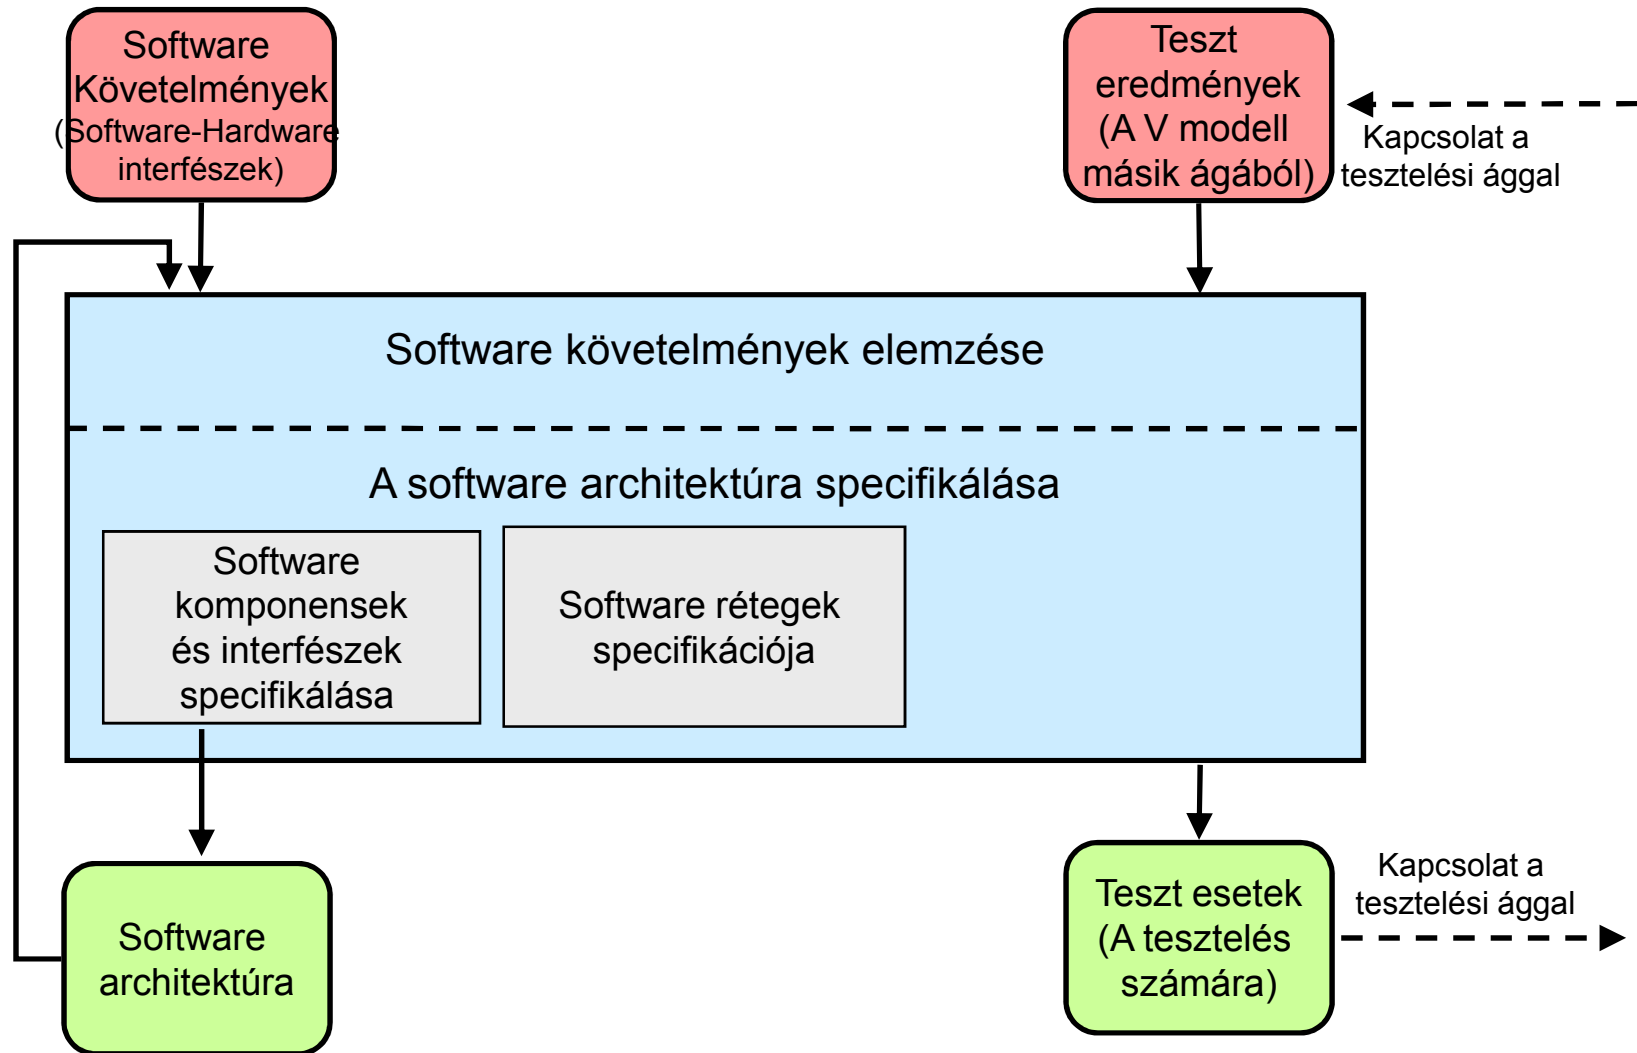 Software
Követelmények
(Software-Hardware
interfészek)
Teszt
eredmények
(A V modell
másik ágából)
Kapcsolat a
tesztelési ággal
Software követelmények elemzése
A software architektúra specifikálása
Software
komponensek
és interfészek
specifikálása
Software rétegek
specifikációja
Software
architektúra
Teszt esetek
(A tesztelés
számára)
Kapcsolat a
tesztelési ággal